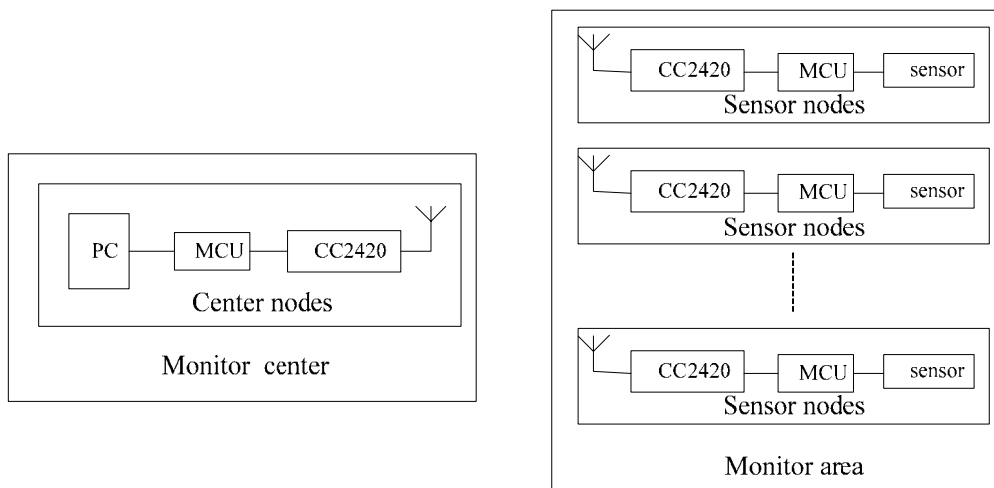 PC
MCU
CC2420
Center nodes
Monitor center
CC2420
MCU
sensor
Sensor nodes
CC2420
MCU
sensor
Sensor nodes
CC2420
MCU
sensor
Sensor nodes
Monitor area